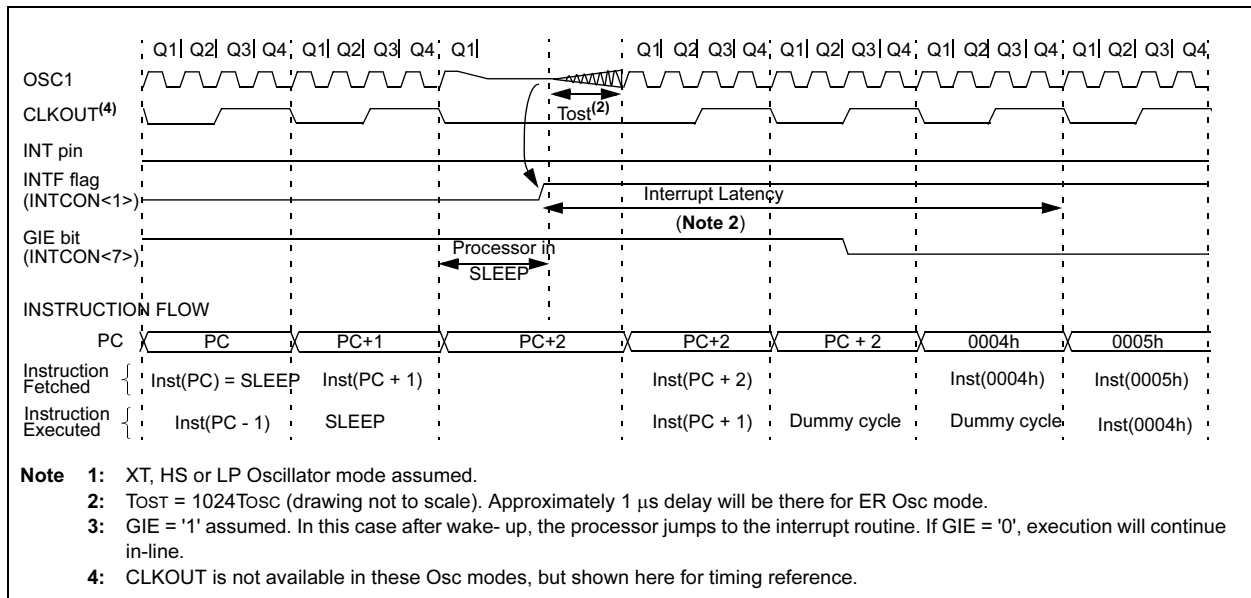 Q1 Q2 Q3 Q4 Q1 Q2 Q3 Q4 Q1 Q1 Q2 Q3 Q4 Q1 Q2 Q3 Q4 Q1 Q2 Q3 Q4 Q1 Q2 Q3 Q4
OSC1
CLKOUT(4)
Tost(2)
INT pin
INTF flag
(INTCON<1>)
Interrupt Latency
(Note 2)
GIE bit
(INTCON<7>)
Processor in
SLEEP
INSTRUCTION FLOW
PC PC PC+1 PC+2 PC+2 PC + 2 0004h 0005h
Instruction
Fetched
Inst(PC) = SLEEP Inst(PC + 1) Inst(PC + 2) Inst(0004h) Inst(0005h)
Instruction
Executed
Inst(PC - 1) SLEEP Inst(PC + 1) Dummy cycle Dummy cycle Inst(0004h)
Note 1: XT, HS or LP Oscillator mode assumed.
2: TOST = 1024TOSC (drawing not to scale). Approximately 1 μs delay will be there for ER Osc mode.
3: GIE = '1' assumed. In this case after wake- up, the processor jumps to the interrupt routine. If GIE = '0', execution will continue
in-line.
4: CLKOUT is not available in these Osc modes, but shown here for timing reference.